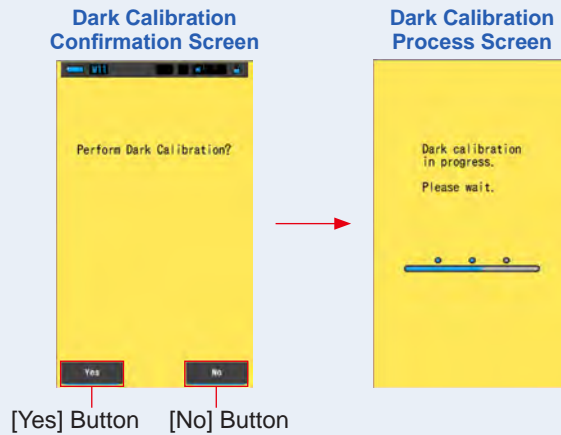 Dark Calibration
Confirmation Screen
Perform Dark Calibration?
Yes
No
[Yes] Button
[No] Button
Dark Calibration
Process Screen
Dark calibration
in progress.
Please wait.